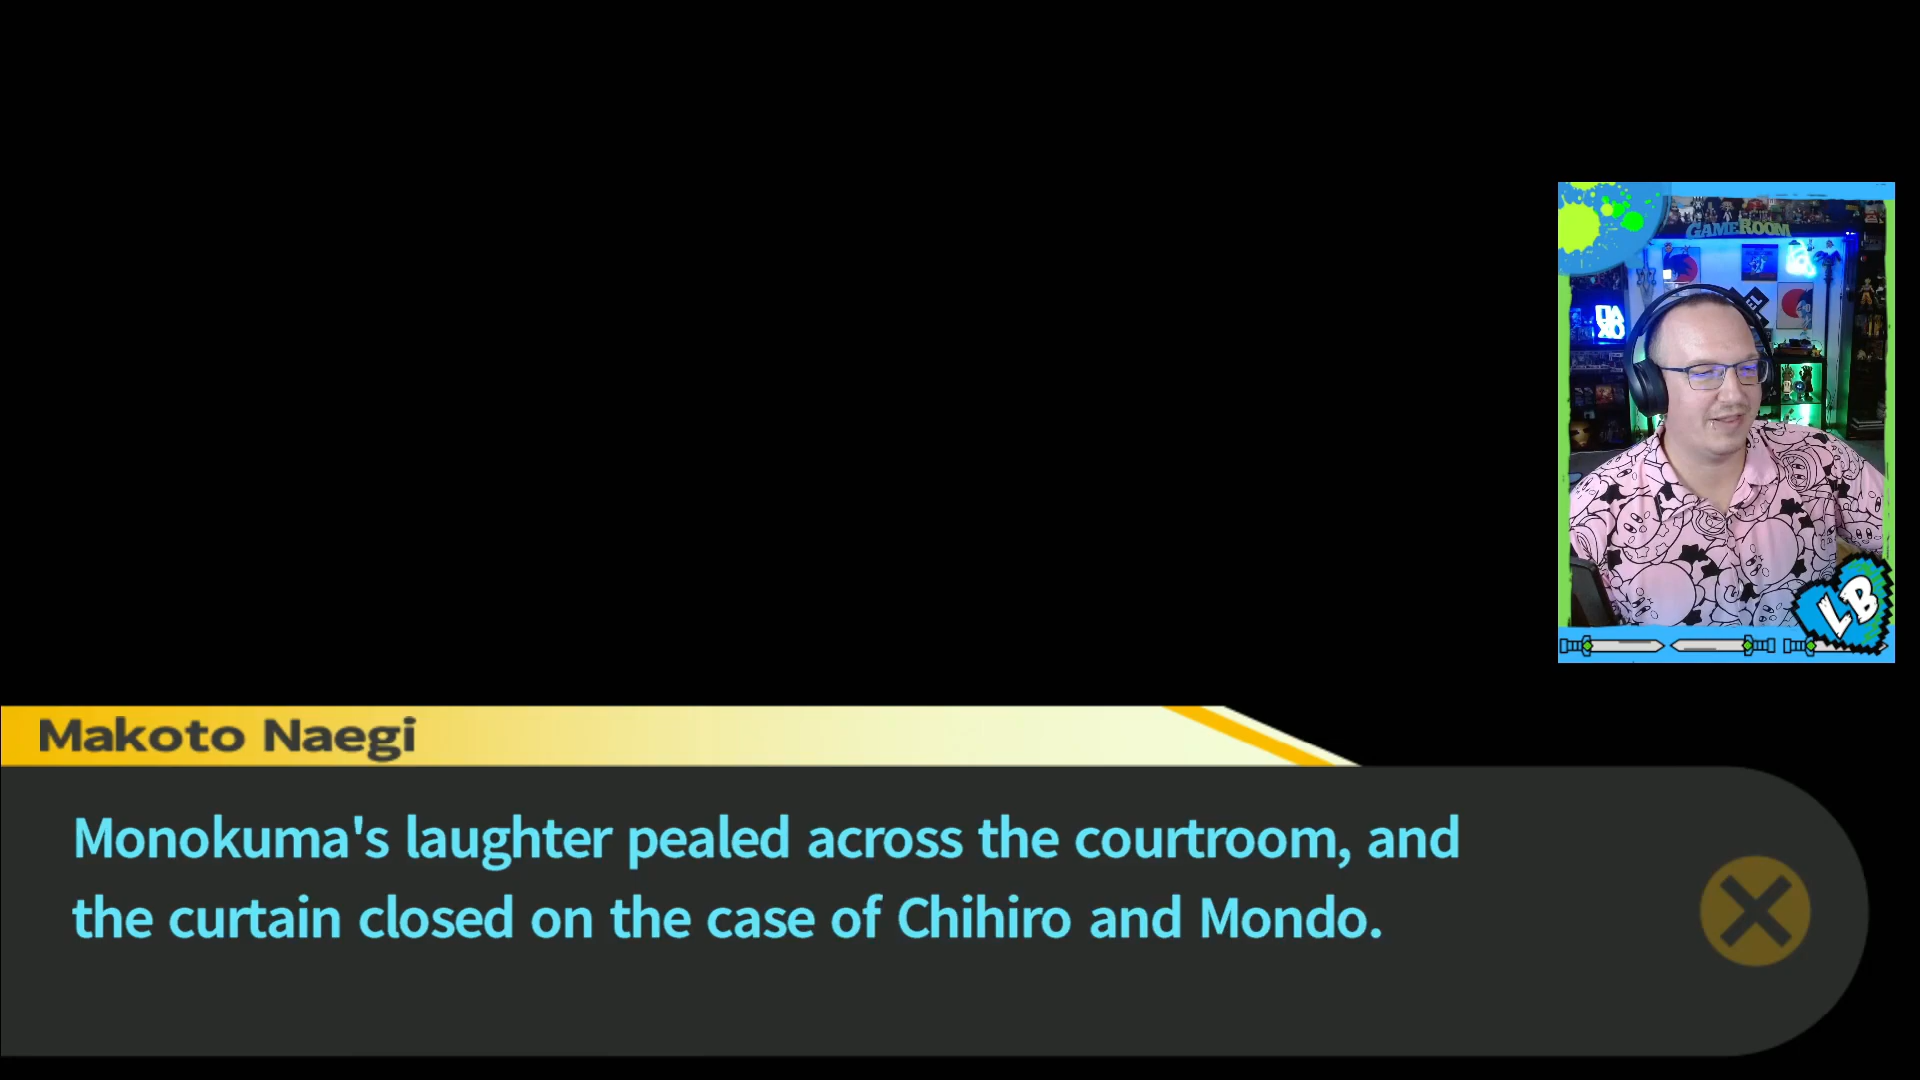 GAMEROOM
LB
Makoto Naegi
Monokuma's laughter pealed across the courtroom, and
the curtain closed on the case of Chihiro and Mondo.